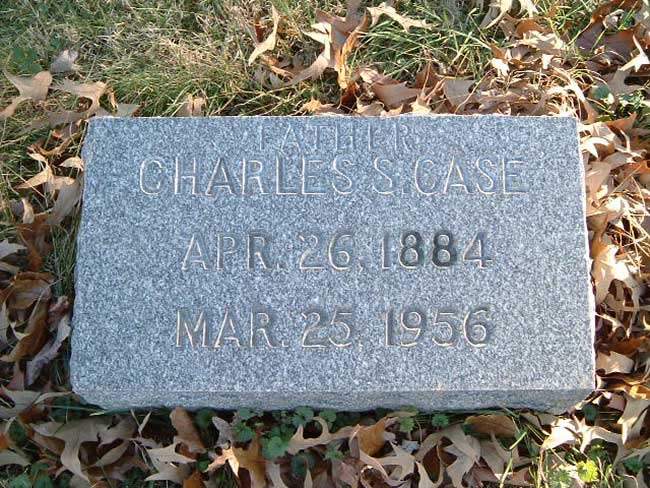 FATHER
CHARLES S. CASE
APR. 26. 1884
MAR. 25. 1956